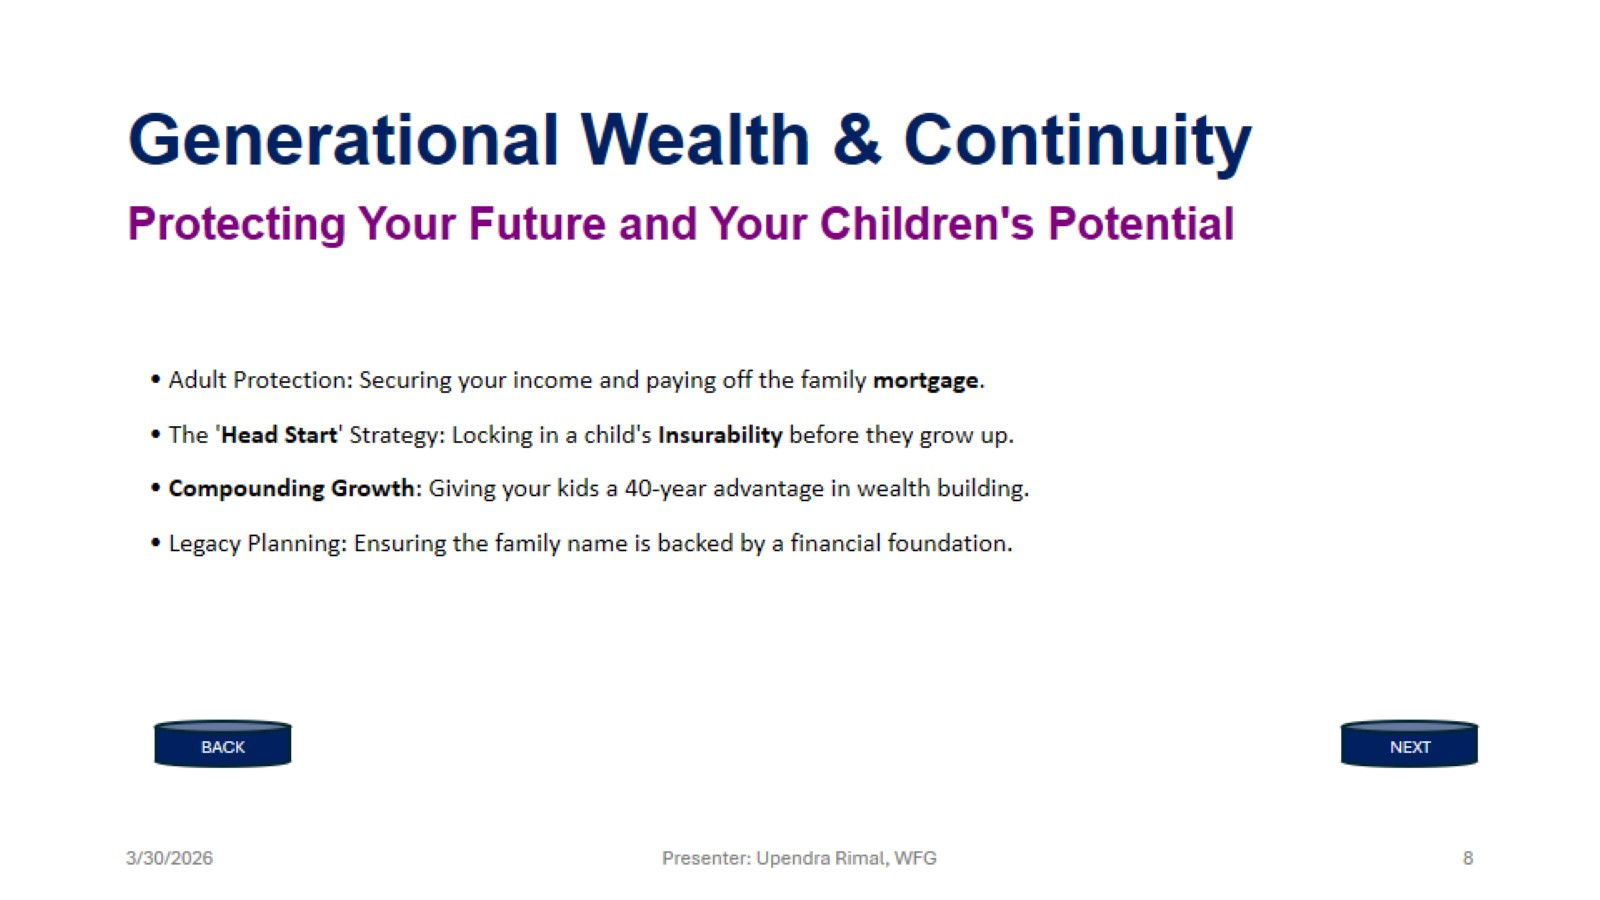 Generational Wealth & Continuity
Protecting Your Future and Your Children's Potential
• Adult Protection: Securing your income and paying off the family mortgage.
• The 'Head Start' Strategy: Locking in a child's Insurability before they grow up.
• Compounding Growth: Giving your kids a 40-year advantage in wealth building.
• Legacy Planning: Ensuring the family name is backed by a financial foundation.
BACK
NEXT
3/30/2026
Presenter: Upendra Rimal, WFG
8